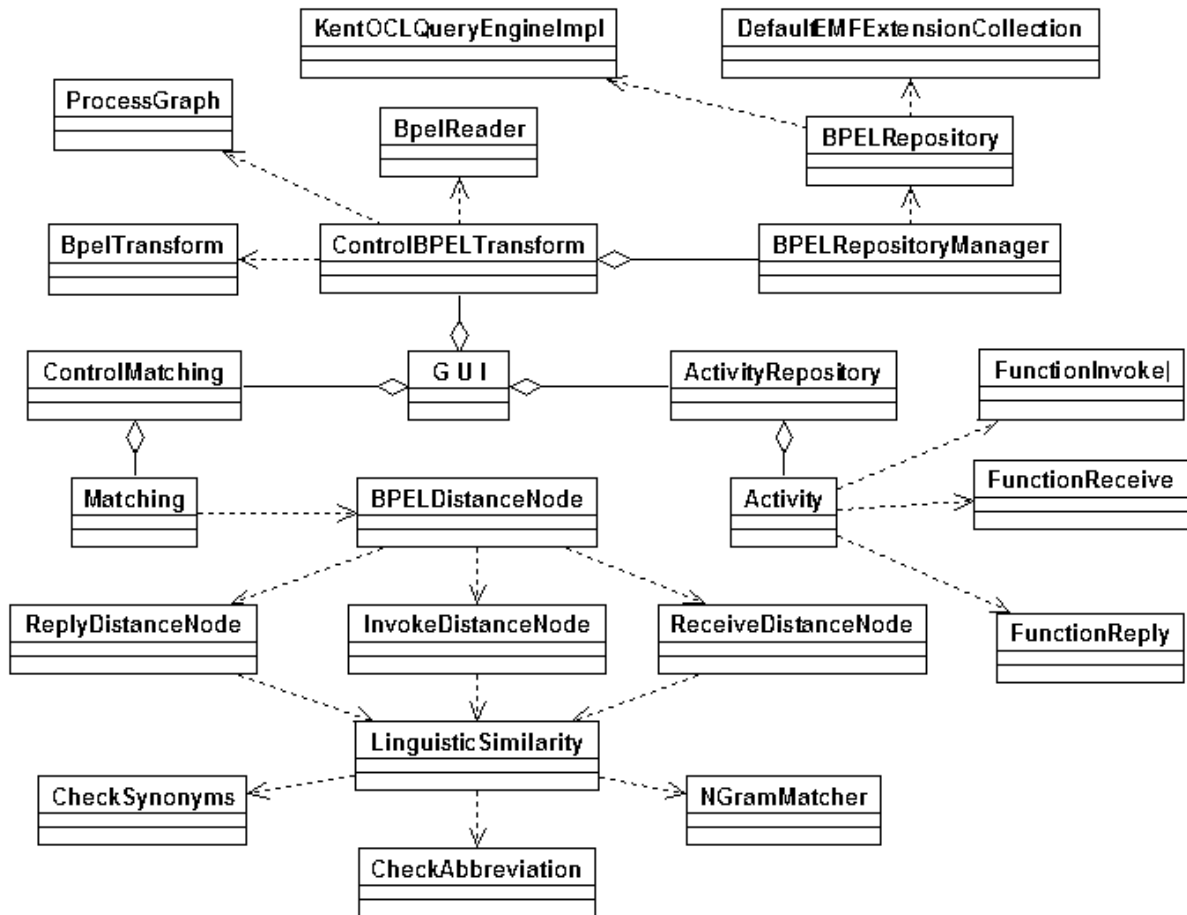 KentOCLQueryEngineImpl
DefaultEMFExtensionCollection
ProcessGraph
BpelReader
BPELRepository
BpelTransform
ControlBPELTransform
BPELRepositoryManager
ControlMatching
G U I
ActivityRepository
FunctionInvoke|
Matching
BPELDistanceNode
Activity
FunctionReceive
ReplyDistanceNode
InvokeDistanceNode
ReceiveDistanceNode
FunctionReply
LinguisticSimilarity
CheckSynonyms
NGramMatcher
CheckAbbreviation